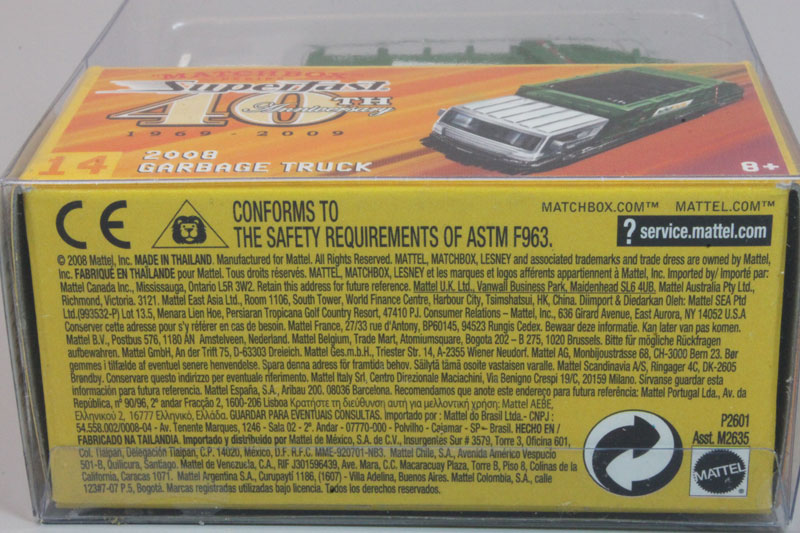 MATCHBOX
Superfast
40TH
Anniversary
1969-2009
14
2008
GARBAGE TRUCK
8+
CE
CONFORMS TO
THE SAFETY REQUIREMENTS OF ASTM F963.
MATCHBOX.COM™ MATTEL.COM™
? service.mattel.com
© 2008 Mattel, Inc. MADE IN THAILAND. Manufactured for Mattel. All Rights Reserved. MATTEL, MATCHBOX, LESNEY and associated trademarks and trade dress are owned by Mattel,
Inc. FABRIQUÉ EN THAÏLANDE pour Mattel. Tous droits réservés. MATTEL, MATCHBOX, LESNEY et les marques et logos afférents appartiennent à Mattel, Inc. Imported by/ Importé par:
Mattel Canada Inc., Mississauga, Ontario L5R 3W2. Retain this address for future reference. Mattel U.K. Ltd., Vanwall Business Park, Maidenhead SL6 4UB. Mattel Australia Pty Ltd.,
Richmond, Victoria. 3121. Mattel East Asia Ltd., Room 1106, South Tower, World Finance Centre, Harbour City, Tsimshatsui, HK, China. Diimport & Diedarkan Oleh: Mattel SEA Ptd
Ltd.(993532-P) Lot 13.5, Menara Lien Hoe, Persiaran Tropicana Golf Country Resort, 47410 PJ. Consumer Relations – Mattel, Inc., 636 Girard Avenue, East Aurora, NY 14052 U.S.A
Conserver cette adresse pour s'y référer en cas de besoin. Mattel France, 27/33 rue d'Antony, BP60145, 94523 Rungis Cedex. Bewaar deze informatie. Kan later van pas komen.
Mattel B.V., Postbus 576, 1180 AN Amstelveen, Nederland. Mattel Belgium, Trade Mart, Atomiumsquare, Bogota 202 - B 275, 1020 Brussels. Bitte für mögliche Rückfragen
aufbewahren. Mattel GmbH, An der Trift 75, D-63303 Dreieich. Mattel Ges.m.b.H., Triester Str. 14, A-2355 Wiener Neudorf. Mattel AG, Monbijoustrasse 68, CH-3000 Bern 23. Bør
gemmes i tilfælde af eventuel senere henvendelse. Spara denna adress för framtida behov. Säilytä tämä osoite vastaisen varalle. Mattel Scandinavia A/S, Ringager 4C, DK-2605
Brøndby. Conservare questo indirizzo per eventuale riferimento. Mattel Italy Srl, Centro Direzionale Maciachini, Via Benigno Crespi 19/C, 20159 Milano. Sírvanse guardar esta
información para futura referencia. Mattel España, S.A., Aribau 200. 08036 Barcelona. Recomendamos que anote este endereço para futura referência: Mattel Portugal Lda., Av. da
República, nº 90/96, 2º andar Fracção 2, 1600-206 Lisboa Κρατήστε τη διεύθυνση αυτή για μελλοντική χρήση; Mattel AEBE,
Ελληνικού 2, 16777 Ελληνικό, Ελλάδα. GUARDAR PARA EVENTUAIS CONSULTAS. Importado por : Mattel do Brasil Ltda.- CNPJ :
54.558.002/0008-04 - Av. Tenente Marques, 1246 - Sala 02 - 2º. Andar - 07770-000 - Polvilho - Cajamar - SP – Brasil. HECHO EN /
FABRICADO NA TAILANDIA. Importado y distribuido por Mattel de México, S.A. de C.V., Insurgentes Sur # 3579, Torre 3, Oficina 601,
Col. Tlalpan, Delegación Tlalpan, C.P. 14020, México, D.F. R.F.C. MME-920701-NB3. Mattel Chile, S.A., Avenida Américo Vespucio
501-B, Quilicura, Santiago. Mattel de Venezuela, C.A., RIF J301596439, Ave. Mara, C.C. Macaracuay Plaza, Torre B, Piso 8, Colinas de la
California, Caracas 1071. Mattel Argentina S.A., Curupaytí 1186, (1607) - Villa Adelina, Buenos Aires. Mattel Colombia, S.A., calle
123#7-07 P.5, Bogotá. Marcas registradas utilizadas bajo licencia. Todos los derechos reservados.
P2601
Asst. M2635
MATTEL